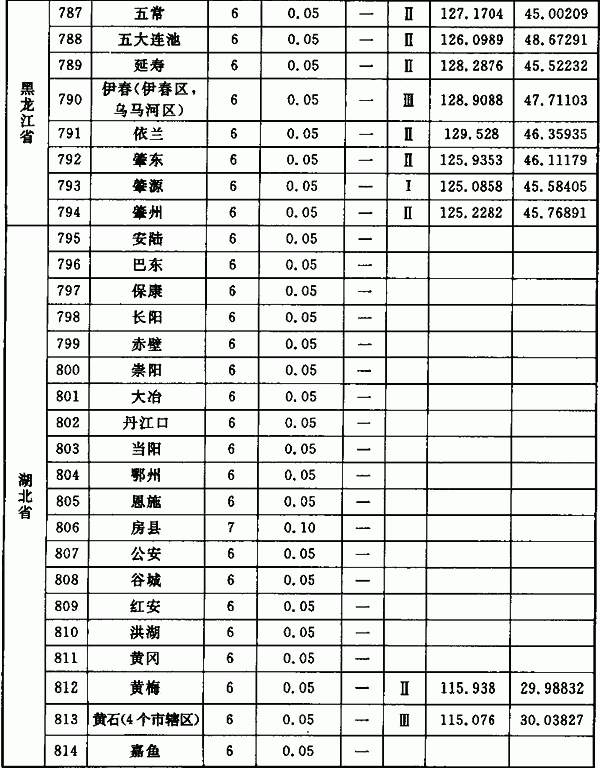 黑龙江省
787 五常 6 0.05 — Ⅱ 127.1704 45.00209
788 五大连池 6 0.05 — Ⅱ 126.0989 48.67291
789 延寿 6 0.05 — Ⅱ 128.2876 45.52232
790 伊春(伊春区, 6 0.05 — Ⅲ 128.9088 47.71103
乌马河区)
791 依兰 6 0.05 — Ⅱ 129.528 46.35935
792 肇东 6 0.05 — Ⅱ 125.9353 46.11179
793 肇源 6 0.05 — Ⅰ 125.0858 45.58405
794 肇州 6 0.05 — Ⅱ 125.2282 45.76891
湖北省
795 安陆 6 0.05 —
796 巴东 6 0.05 —
797 保康 6 0.05 —
798 长阳 6 0.05 —
799 赤壁 6 0.05 —
800 崇阳 6 0.05 —
801 大冶 6 0.05 —
802 丹江口 6 0.05 —
803 当阳 6 0.05 —
804 鄂州 6 0.05 —
805 恩施 6 0.05 —
806 房县 7 0.10 —
807 公安 6 0.05 —
808 谷城 6 0.05 —
809 红安 6 0.05 —
810 洪湖 6 0.05 —
811 黄冈 6 0.05 —
812 黄梅 6 0.05 — Ⅱ 115.938 29.98832
813 黄石(4个市辖区) 6 0.05 — Ⅲ 115.076 30.03827
814 嘉鱼 6 0.05 —